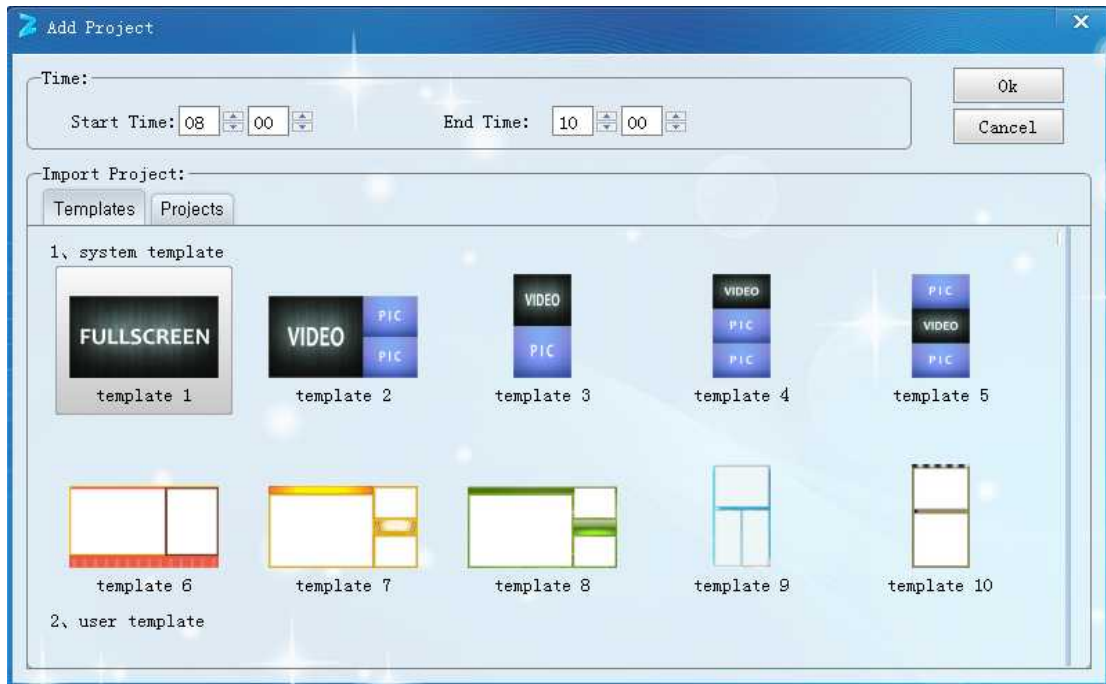 Add Project
Time:
Start Time: 08 00 End Time: 10 00
Ok
Cancel
Import Project:
Templates Projects
1、system template
FULLSCREEN
template 1
VIDEO PIC PIC
template 2
VIDEO
PIC
template 3
VIDEO
PIC
PIC
template 4
PIC
VIDEO
PIC
template 5
template 6 template 7 template 8 template 9 template 10
2、user template